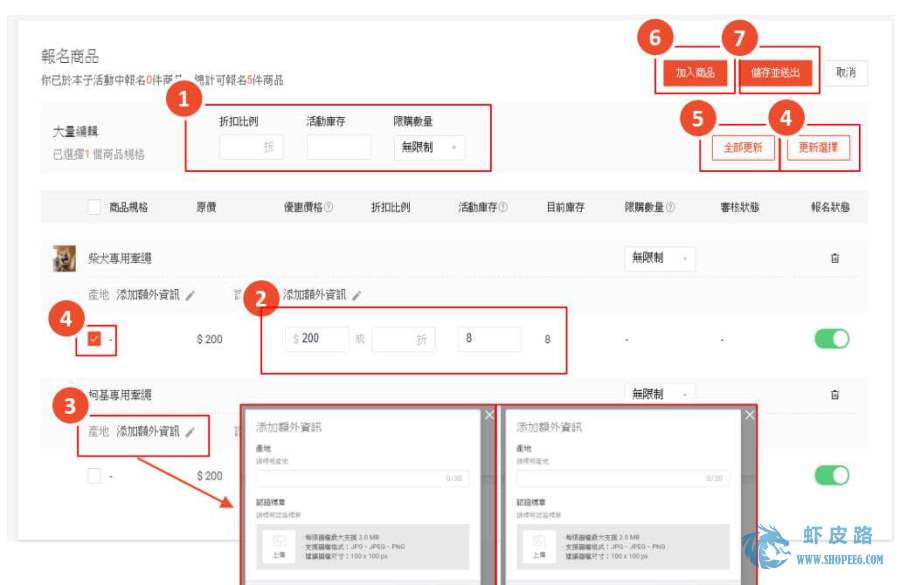 6
7
報名商品
加入商品 儲存並送出 取消
你已於本子活動中報名0件商品 總計可報名5件商品
1
5 4
折扣比例 活動庫存 限購數量
大量編輯
折 無限制 全部更新 更新選擇
已選擇1 個商品規格
商品規格 原價 優惠價格 折扣比例 活動庫存 目前庫存 限購數量 審核狀態 報名狀態
柴犬專用牽繩 無限制
產地 添加額外資訊 添加額外資訊
2
4
- $ 200 $ 200 或 折 8 8 - -
柯基專用牽繩 無限制
3
產地 添加額外資訊
- $ 200
添加額外資訊 添加額外資訊
產地 產地
請標明產地 請標明產地
0/30 0/30
認證標章 認證標章
請標明認證標章 請標明認證標章
每張圖檔最大支援 2.0 MB 每張圖檔最大支援 2.0 MB
支援圖檔格式：JPG、JPEG、PNG 支援圖檔格式：JPG、JPEG、PNG
上傳 建議圖檔尺寸：100 x 100 px 上傳 建議圖檔尺寸：100 x 100 px
虾皮路
WWW.SHOPEE6.COM